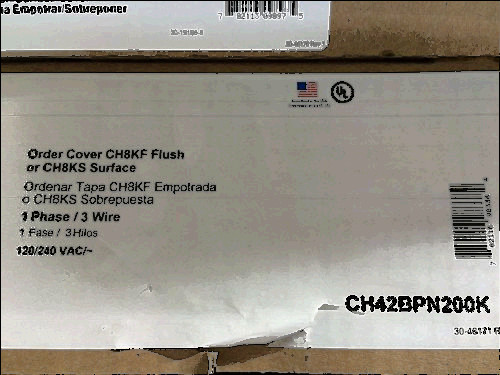 Empotrar/Sobreponer
5
Order Cover CH8KF Flush
or CH8KS Surface
Ordenar Tapa CH8KF Empotrada
o CH8KS Sobrepuesta
1 Phase / 3 Wire
1 Fase / 3 Hilos
120/240 VAC/~
CH42BPN200K